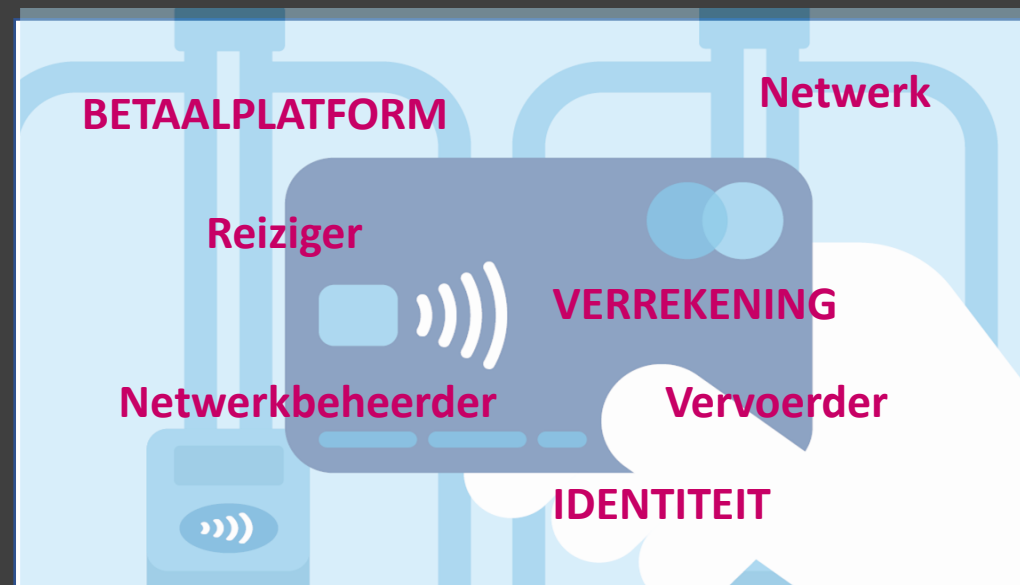 BETAALPLATFORM
Netwerk
Reiziger
VERREKENING
Netwerkbeheerder
Vervoerder
IDENTITEIT